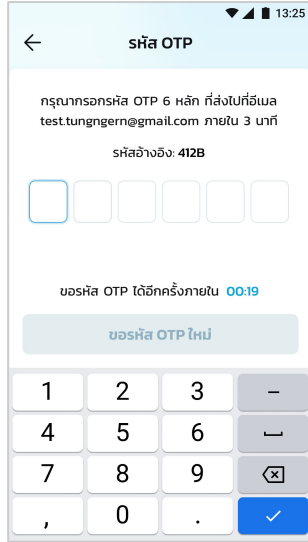 13:25
รหัส OTP
กรุณากรอกรหัส OTP 6 หลัก ที่ส่งไปที่อีเมล
test.tungngern@gmail.com ภายใน 3 นาที
รหัสอ้างอิง: 412B
ขอรหัส OTP ได้อีกครั้งภายใน 00:19
ขอรหัส OTP ใหม่
1 2 3 –
4 5 6
7 8 9
, 0 .